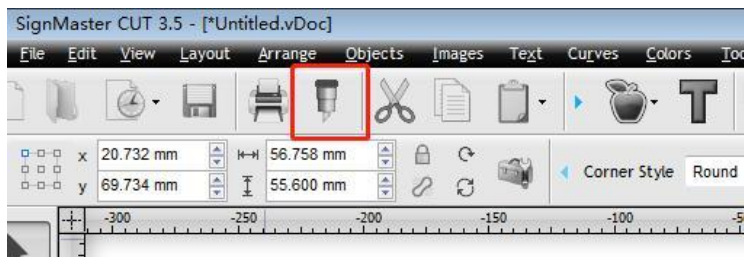 SignMaster CUT 3.5 - [*Untitled.vDoc]
File Edit View Layout Arrange Objects Images Text Curves Colors
x 20.732 mm 56.758 mm
Corner Style Round
y 69.734 mm 55.600 mm
-300 -250 -200 -150 -100